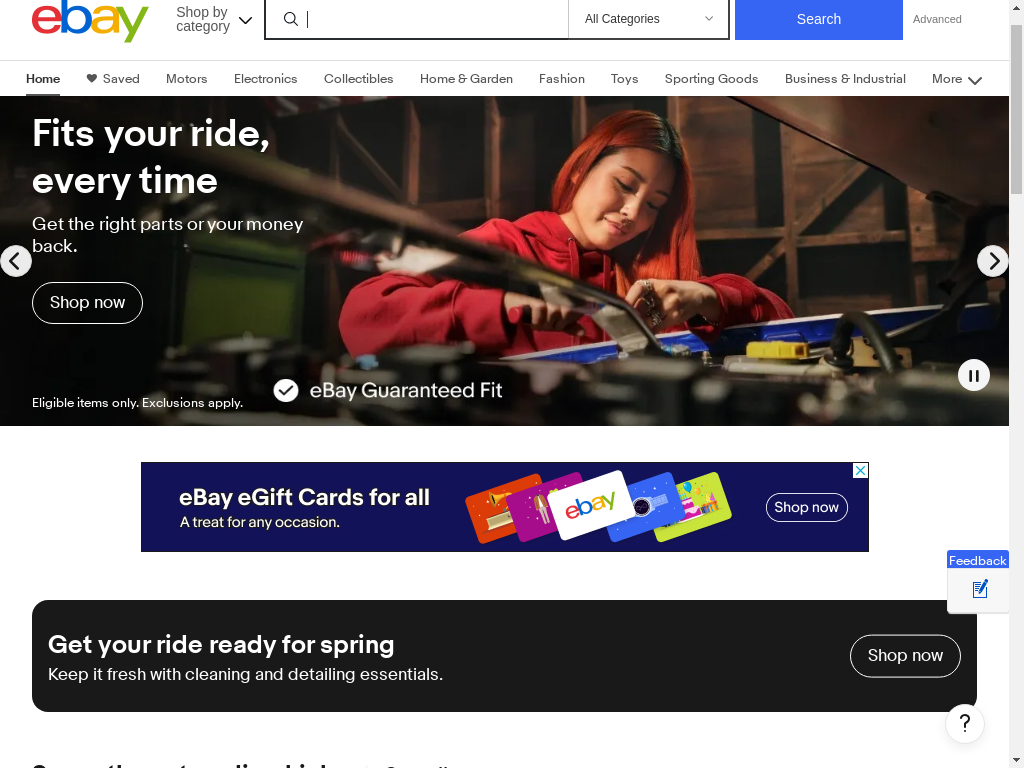 ebay
Shop by
category
All Categories
Search
Advanced
Home
Saved
Motors
Electronics
Collectibles
Home & Garden
Fashion
Toys
Sporting Goods
Business & Industrial
More
Fits your ride,
every time
Get the right parts or your money
back.
Shop now
eBay Guaranteed Fit
Eligible items only. Exclusions apply.
eBay eGift Cards for all
A treat for any occasion.
ebay
Shop now
Feedback
Get your ride ready for spring
Keep it fresh with cleaning and detailing essentials.
Shop now
?